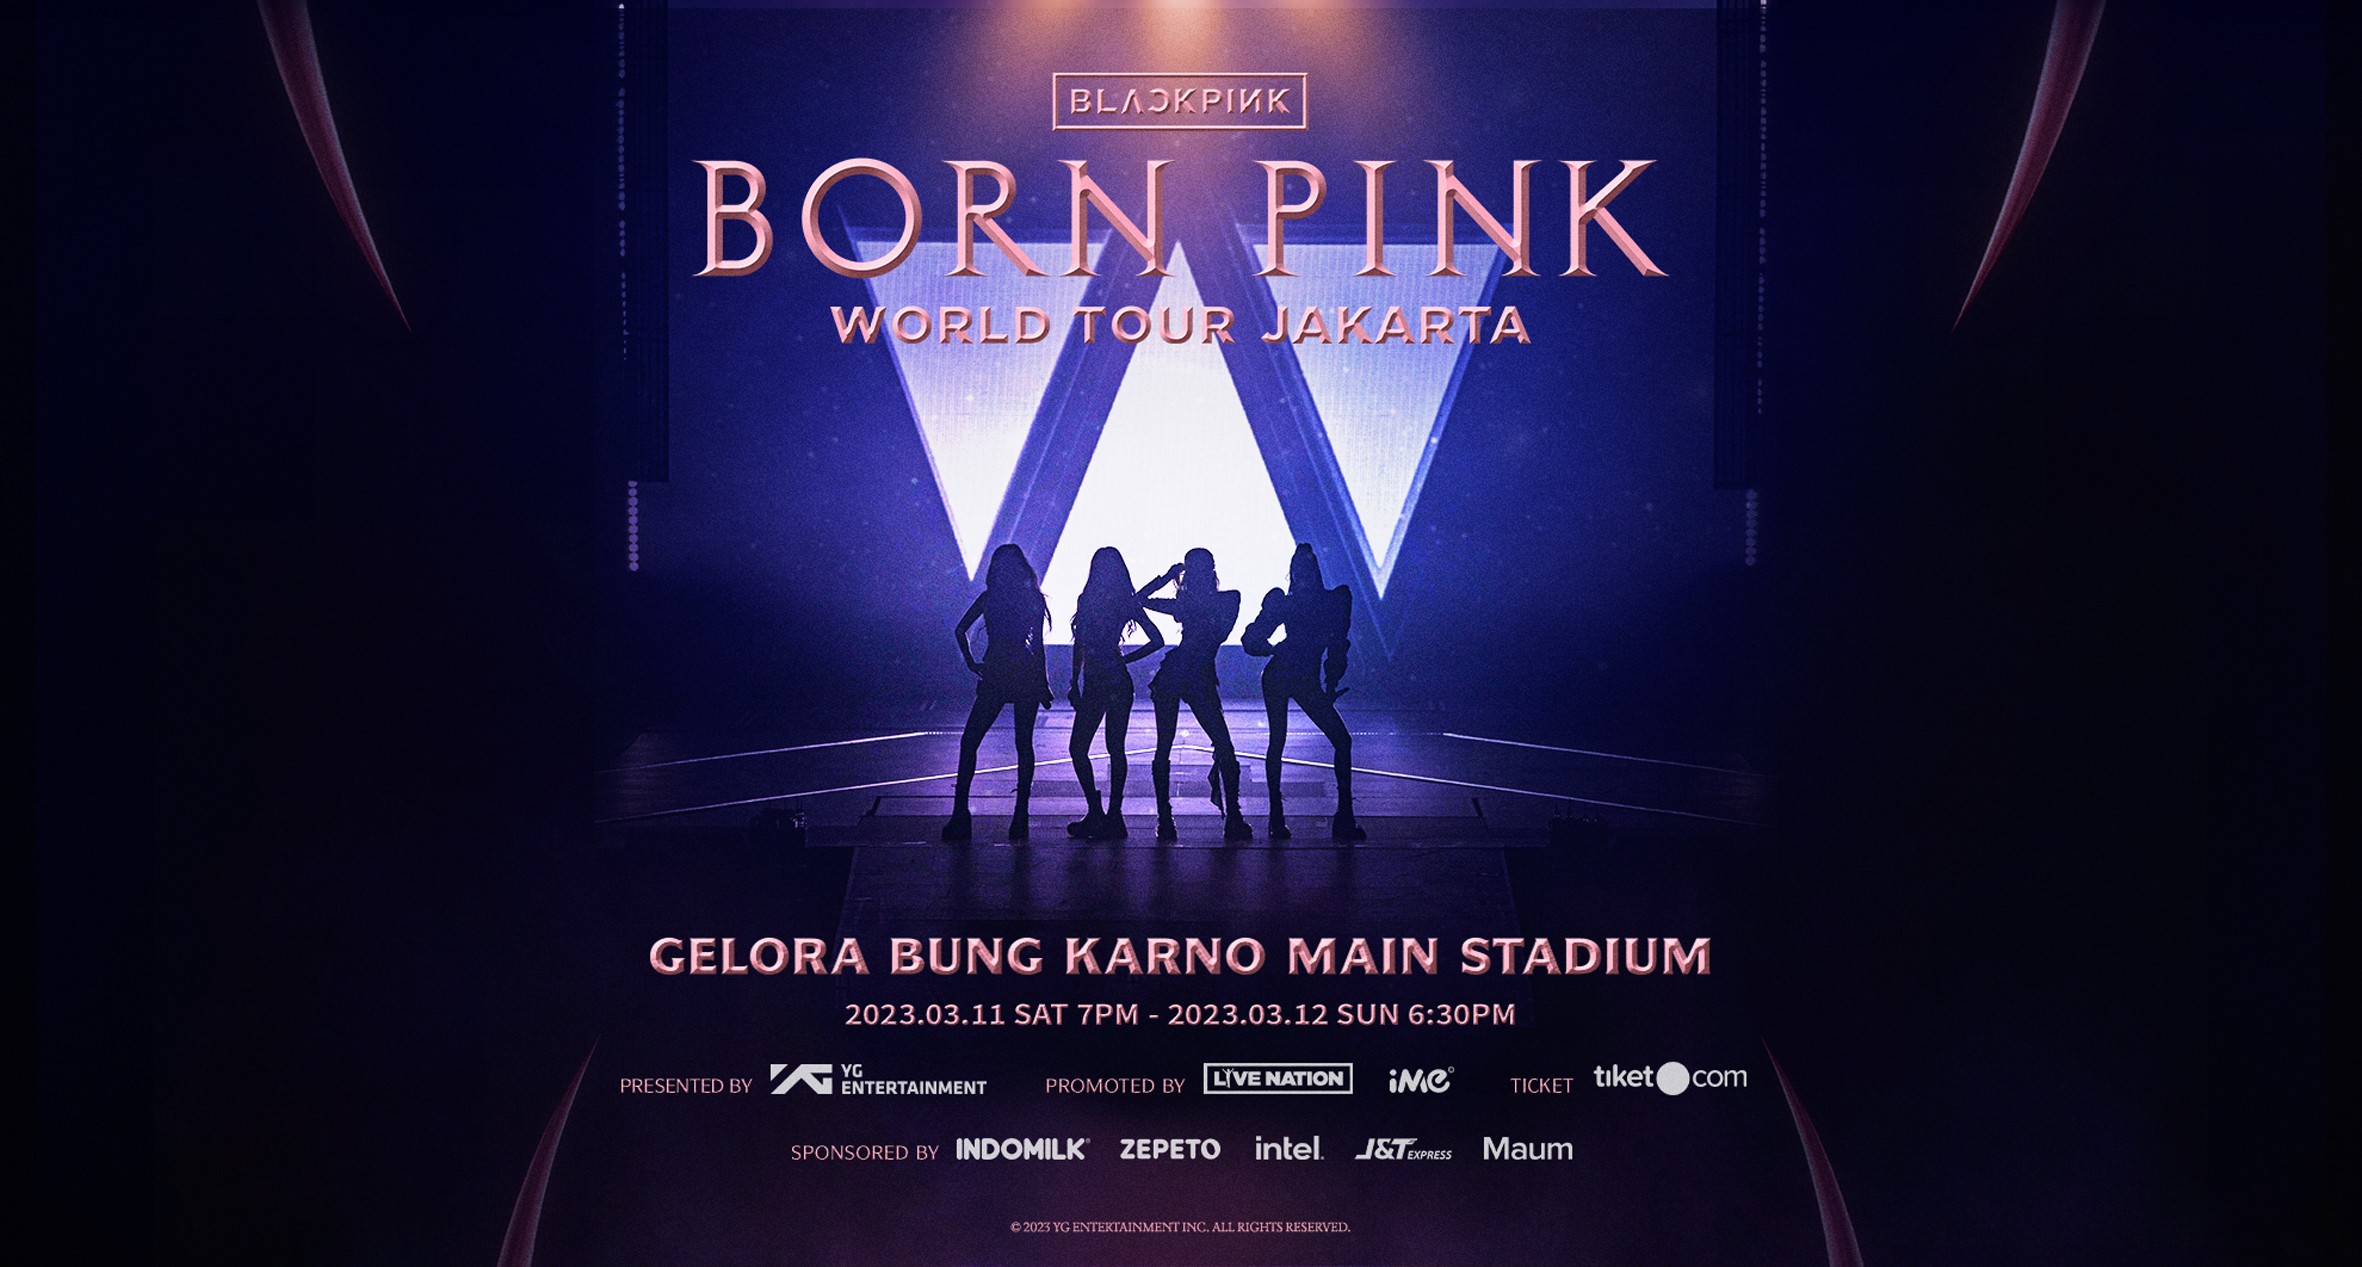 BLACKPINK
BORN PINK
WORLD TOUR JAKARTA
GELORA BUNG KARNO MAIN STADIUM
2023.03.11 SAT 7PM - 2023.03.12 SUN 6:30PM
PRESENTED BY YG YG ENTERTAINMENT PROMOTED BY LIVE NATION iMe TICKET tiket.com
SPONSORED BY INDOMILK® ZEPETO intel. J&T EXPRESS Maum
© 2023 YG ENTERTAINMENT INC. ALL RIGHTS RESERVED.